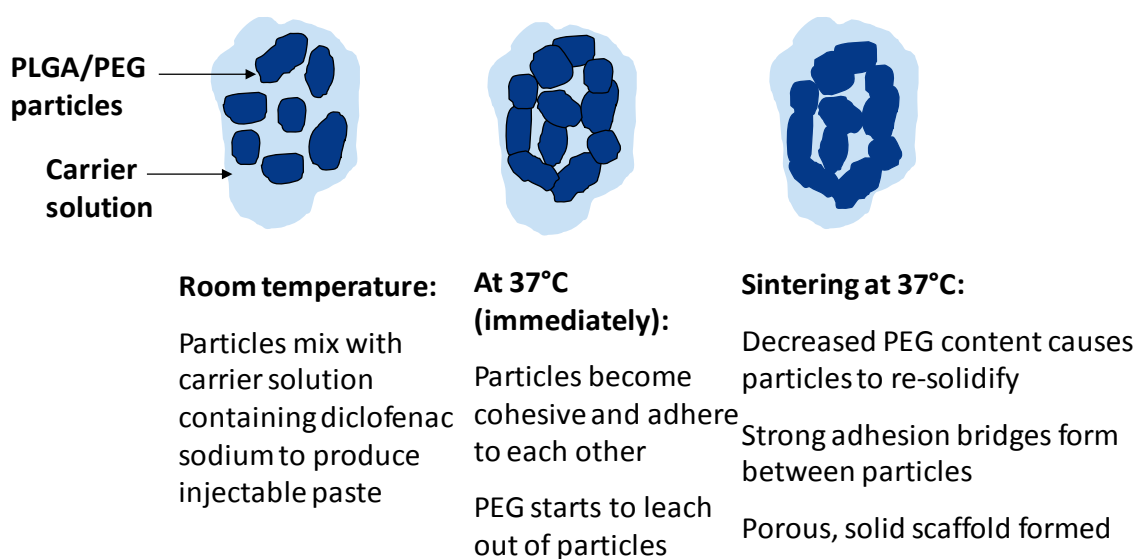 PLGA/PEG
particles
Carrier
solution
Room temperature:
Particles mix with
carrier solution
containing diclofenac
sodium to produce
injectable paste
At 37°C
(immediately):
Particles become
cohesive and adhere
to each other
PEG starts to leach
out of particles
Sintering at 37°C:
Decreased PEG content causes
particles to re-solidify
Strong adhesion bridges form
between particles
Porous, solid scaffold formed